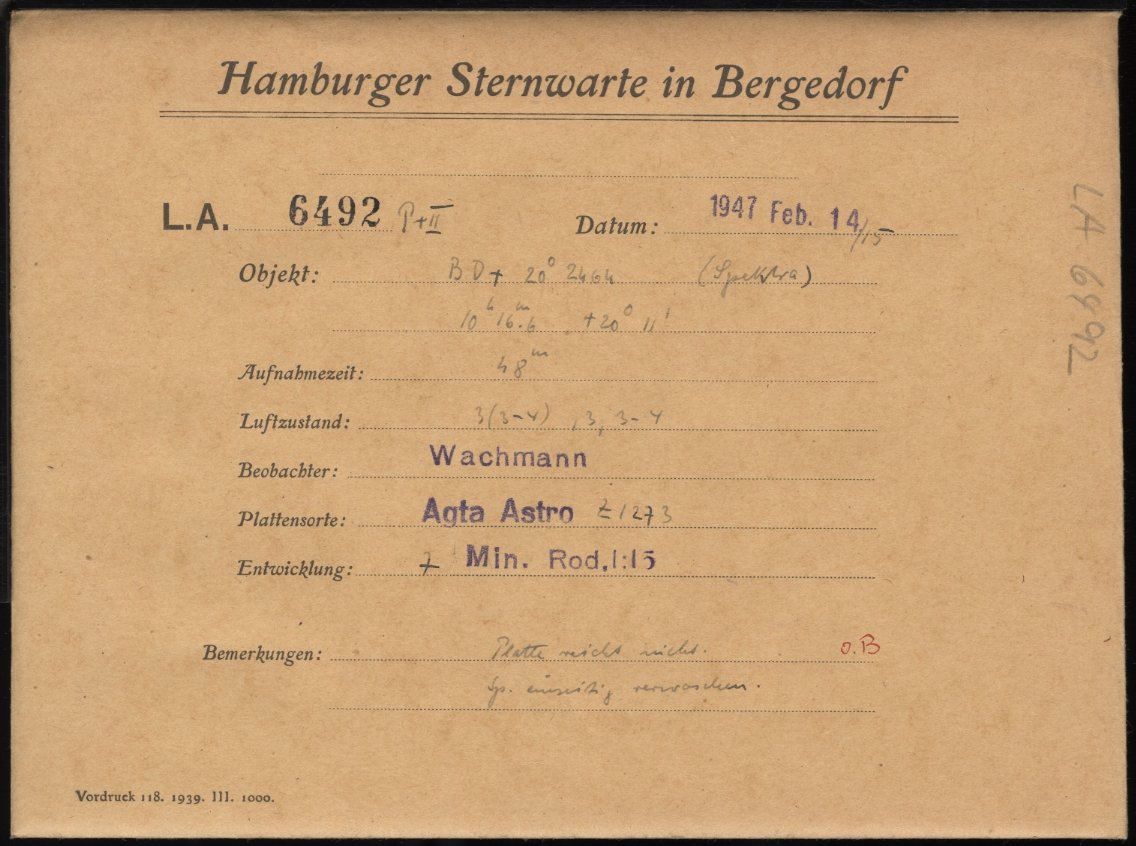 Hamburger Sternwarte in Bergedorf
L.A. 6492 P+II Datum: 1947 Feb. 14/15
Objekt: BD+ 20° 2464 (Spektra)
10ʰ 16ᵐ.6 +20° 11'
Aufnahmezeit: 48ᵐ
Luftzustand: 3(3-4), 3, 3-4
Beobachter: Wachmann
Plattensorte: Agfa Astro Z1273
Entwicklung: 7 Min. Rod. 1:15
Bemerkungen: Platte reicht nicht. o.B
Sp. einseitig verwaschen.
Vordruck 118. 1939. III. 1000.
LA 6492